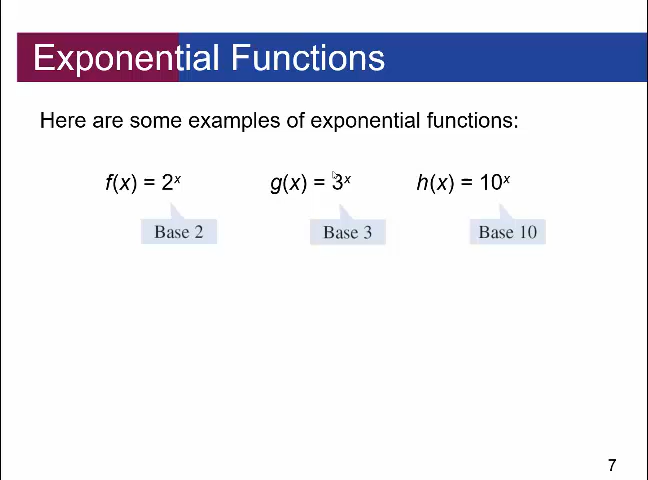 Exponential Functions
Here are some examples of exponential functions:
f(x) = 2ˣ g(x) = 3ˣ h(x) = 10ˣ
Base 2 Base 3 Base 10
7